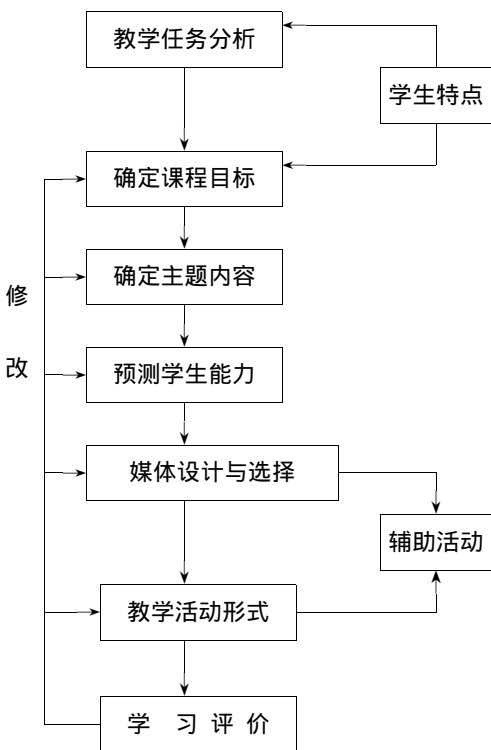 教学任务分析
学生特点
确定课程目标
确定主题内容
修
改
预测学生能力
媒体设计与选择
辅助活动
教学活动形式
学 习 评 价